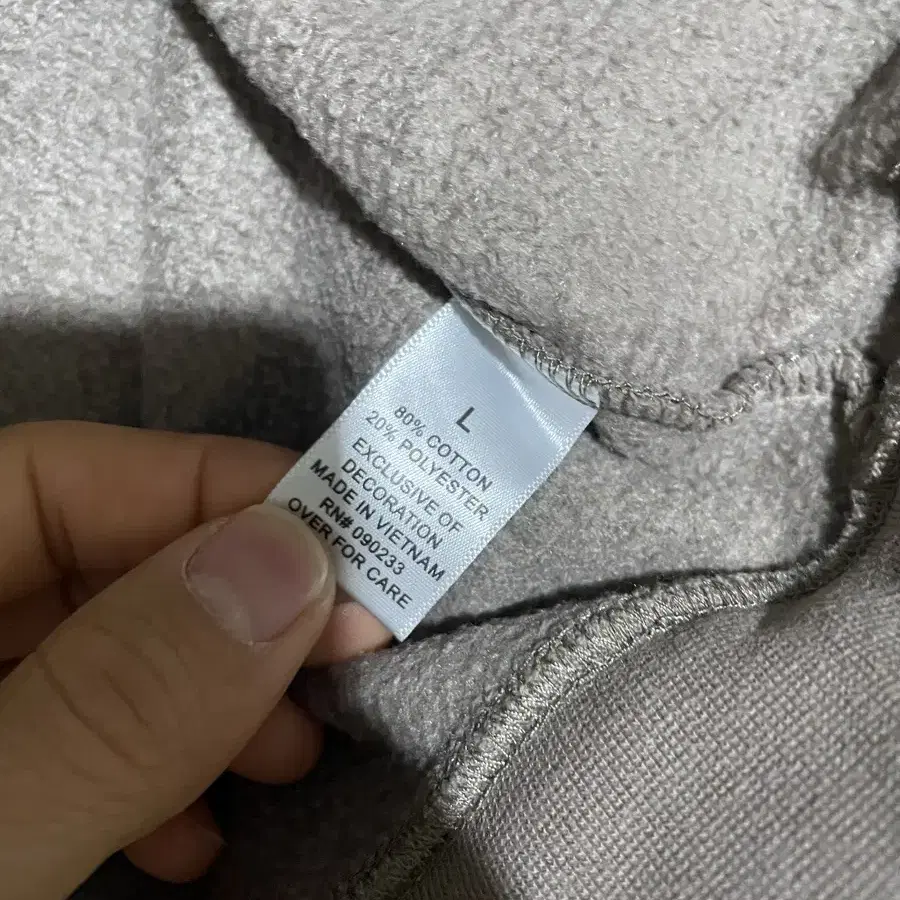 L
80% COTTON
20% POLYESTER
EXCLUSIVE OF
DECORATION
MADE IN VIETNAM
RN# 090233
OVER FOR CARE